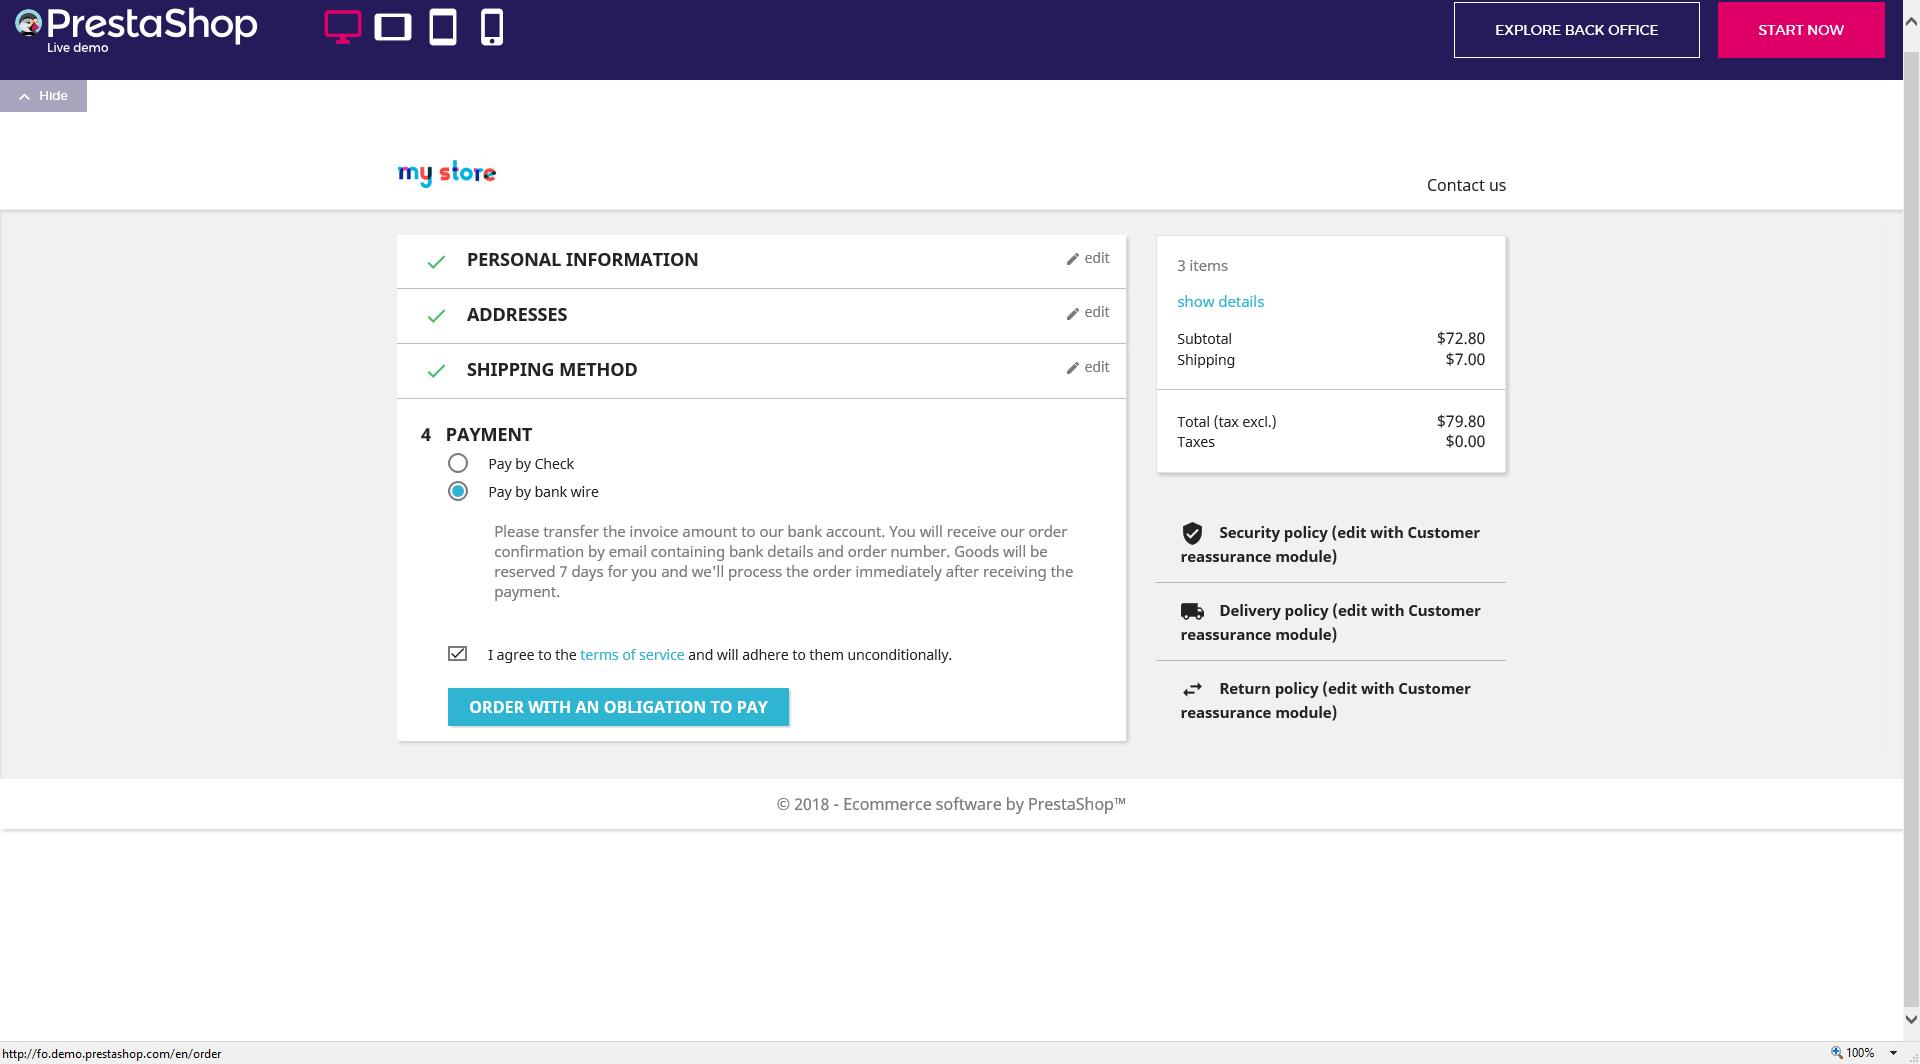 PrestaShop
Live demo
EXPLORE BACK OFFICE
START NOW
Hide
my store
Contact us
PERSONAL INFORMATION
edit
ADDRESSES
edit
SHIPPING METHOD
edit
4 PAYMENT
Pay by Check
Pay by bank wire
Please transfer the invoice amount to our bank account. You will receive our order
confirmation by email containing bank details and order number. Goods will be
reserved 7 days for you and we'll process the order immediately after receiving the
payment.
I agree to the terms of service and will adhere to them unconditionally.
ORDER WITH AN OBLIGATION TO PAY
3 items
show details
Subtotal $72.80
Shipping $7.00
Total (tax excl.) $79.80
Taxes $0.00
Security policy (edit with Customer
reassurance module)
Delivery policy (edit with Customer
reassurance module)
Return policy (edit with Customer
reassurance module)
© 2018 - Ecommerce software by PrestaShop™
http://fo.demo.prestashop.com/en/order
100%